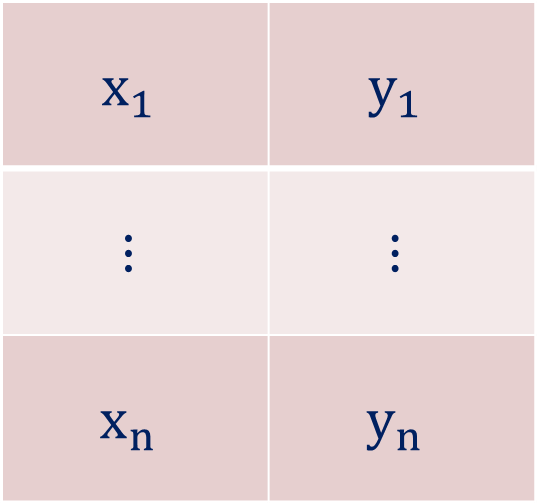 x₁ y₁
⋮ ⋮
xₙ yₙ